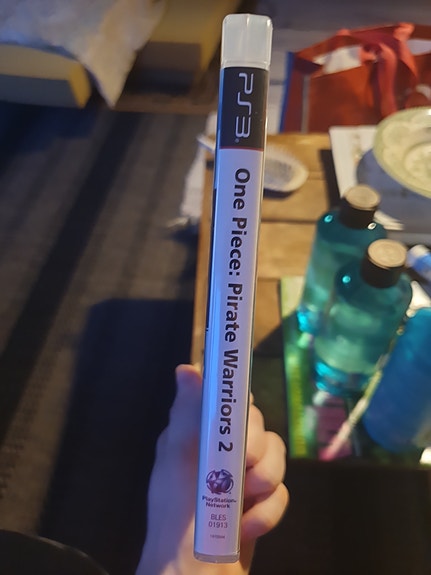 PS3
One Piece: Pirate Warriors 2
PlayStation
Network
BLES
01913